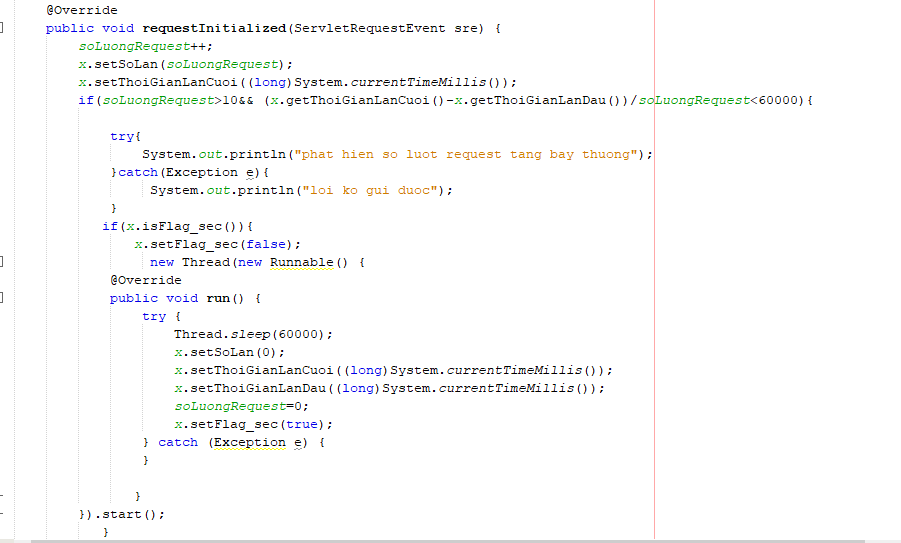 @Override
public void requestInitialized(ServletRequestEvent sre) {
soLuongRequest++;
x.setSoLan(soLuongRequest);
x.setThoiGianLanCuoi((long)System.currentTimeMillis());
if(soLuongRequest>10&& (x.getThoiGianLanCuoi()-x.getThoiGianLanDau())/soLuongRequest<60000){
try{
System.out.println("phat hien so luot request tang bay thuong");
}catch(Exception e){
System.out.println("loi ko gui duoc");
}
if(x.isFlag_sec()){
x.setFlag_sec(false);
new Thread(new Runnable() {
@Override
public void run() {
try {
Thread.sleep(60000);
x.setSoLan(0);
x.setThoiGianLanCuoi((long)System.currentTimeMillis());
x.setThoiGianLanDau((long)System.currentTimeMillis());
soLuongRequest=0;
x.setFlag_sec(true);
} catch (Exception e) {
}
}
}).start();
}